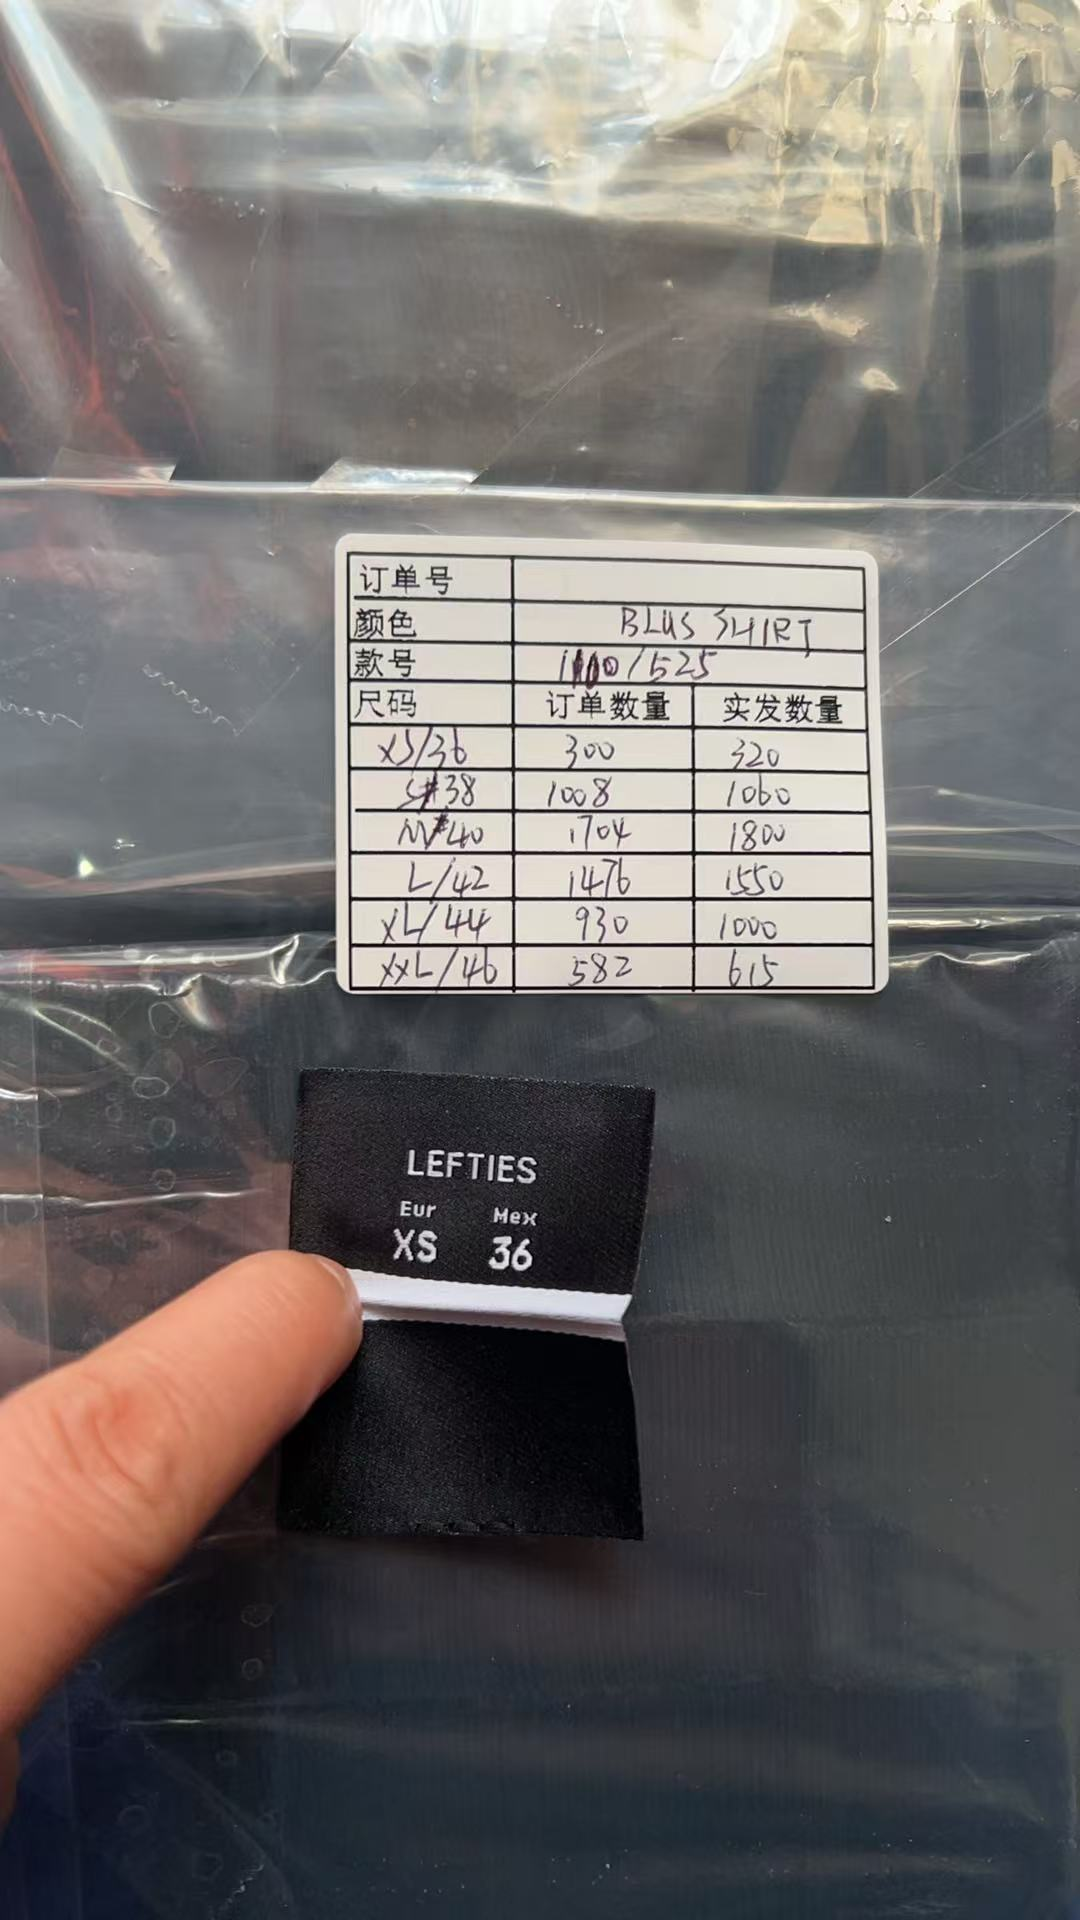 订单号
颜色 BLUS SHIRT
款号 1100/525
尺码 订单数量 实发数量
XS/36 300 320
S#38 1008 1060
M#40 1704 1800
L/42 1476 1550
XL/44 930 1000
XXL/46 582 615
LEFTIES
Eur Mex
XS 36